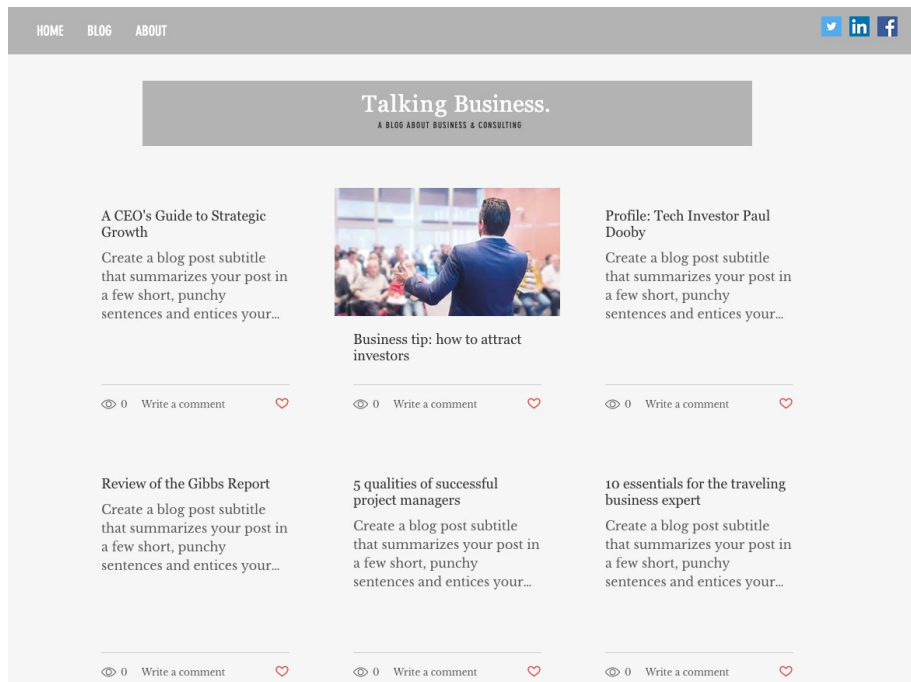 HOME BLOG ABOUT
in f
Talking Business.
A BLOG ABOUT BUSINESS & CONSULTING
A CEO's Guide to Strategic
Growth
Create a blog post subtitle
that summarizes your post in
a few short, punchy
sentences and entices your...
0 Write a comment
Business tip: how to attract
investors
0 Write a comment
Profile: Tech Investor Paul
Dooby
Create a blog post subtitle
that summarizes your post in
a few short, punchy
sentences and entices your...
0 Write a comment
Review of the Gibbs Report
Create a blog post subtitle
that summarizes your post in
a few short, punchy
sentences and entices your...
0 Write a comment
5 qualities of successful
project managers
Create a blog post subtitle
that summarizes your post in
a few short, punchy
sentences and entices your...
0 Write a comment
10 essentials for the traveling
business expert
Create a blog post subtitle
that summarizes your post in
a few short, punchy
sentences and entices your...
0 Write a comment